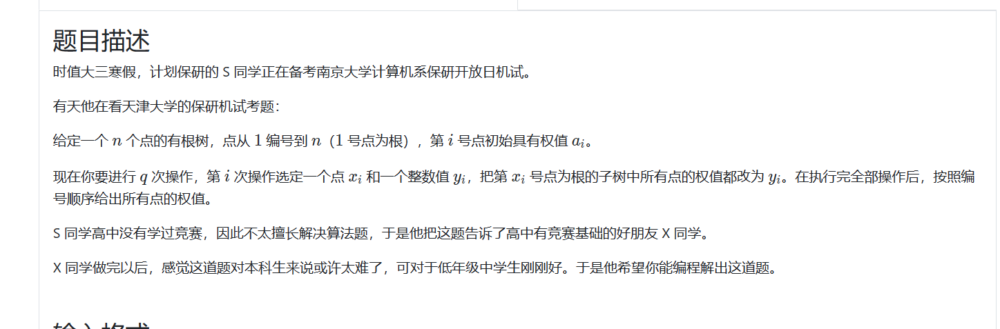 题目描述
时值大三寒假，计划保研的 S 同学正在备考南京大学计算机系保研开放日机试。
有天他在看天津大学的保研机试考题：
给定一个 n 个点的有根树，点从 1 编号到 n（1 号点为根），第 i 号点初始具有权值 aᵢ。
现在你要进行 q 次操作，第 i 次操作选定一个点 xᵢ 和一个整数值 yᵢ，把第 xᵢ 号点为根的子树中所有点的权值都改为 yᵢ。在执行完全部操作后，按照编
号顺序给出所有点的权值。
S 同学高中没有学过竞赛，因此不太擅长解决算法题，于是他把这题告诉了高中有竞赛基础的好朋友 X 同学。
X 同学做完以后，感觉这道题对本科生来说或许太难了，可对于低年级中学生刚刚好。于是他希望你能编程解出这道题。